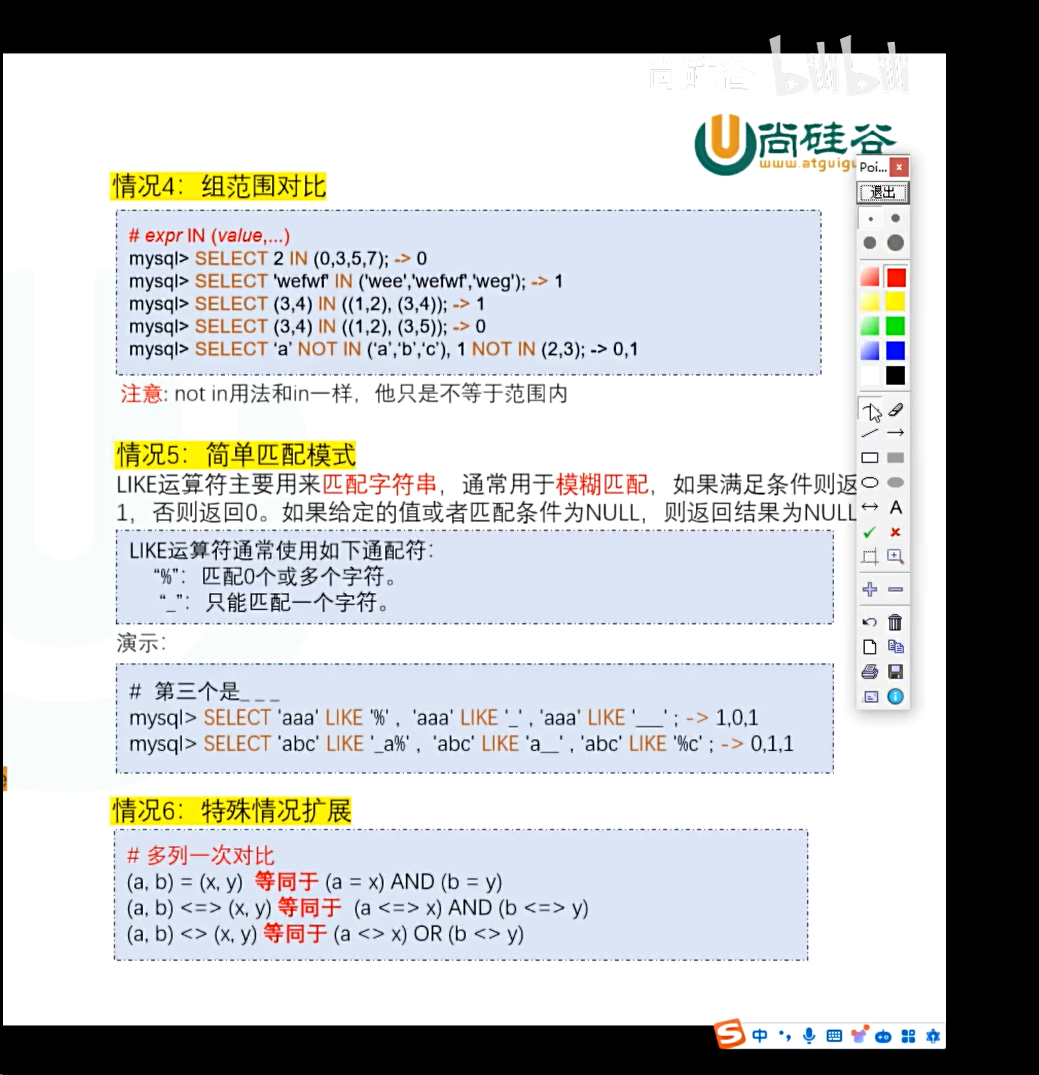 尚硅谷 bilibili
尚硅谷
www.atguigu
Poi... x
退出
情况4：组范围对比
# expr IN (value,...)
mysql> SELECT 2 IN (0,3,5,7); -> 0
mysql> SELECT 'wefwf' IN ('wee','wefwf','weg'); -> 1
mysql> SELECT (3,4) IN ((1,2), (3,4)); -> 1
mysql> SELECT (3,4) IN ((1,2), (3,5)); -> 0
mysql> SELECT ‘a’ NOT IN (‘a’,‘b’,‘c’), 1 NOT IN (2,3); -> 0,1
注意: not in用法和in一样，他只是不等于范围内
情况5：简单匹配模式
LIKE运算符主要用来匹配字符串，通常用于模糊匹配，如果满足条件则返
1，否则返回0。如果给定的值或者匹配条件为NULL，则返回结果为NULL
LIKE运算符通常使用如下通配符：
“%”：匹配0个或多个字符。
“_”：只能匹配一个字符。
演示：
# 第三个是_ _ _
mysql> SELECT 'aaa' LIKE '%' , 'aaa' LIKE '_' , 'aaa' LIKE '___' ; -> 1,0,1
mysql> SELECT 'abc' LIKE '_a%' , 'abc' LIKE 'a__' , 'abc' LIKE '%c' ; -> 0,1,1
情况6：特殊情况扩展
# 多列一次对比
(a, b) = (x, y) 等同于 (a = x) AND (b = y)
(a, b) <=> (x, y) 等同于 (a <=> x) AND (b <=> y)
(a, b) <> (x, y) 等同于 (a <> x) OR (b <> y)
A
S 中